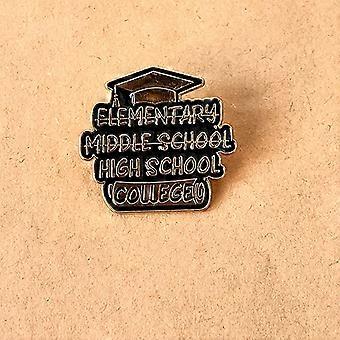 ELEMENTARY
MIDDLE SCHOOL
HIGH SCHOOL
COLLEGE